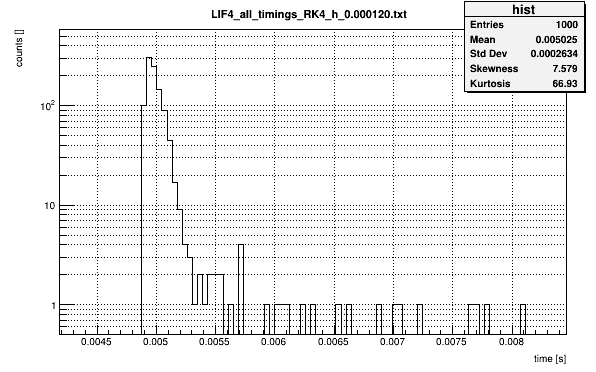 LIF4_all_timings_RK4_h_0.000120.txt
hist
Entries 1000
Mean 0.005025
Std Dev 0.0002634
Skewness 7.579
Kurtosis 66.93
counts []
10²
10
1
0.0045 0.005 0.0055 0.006 0.0065 0.007 0.0075 0.008
time [s]